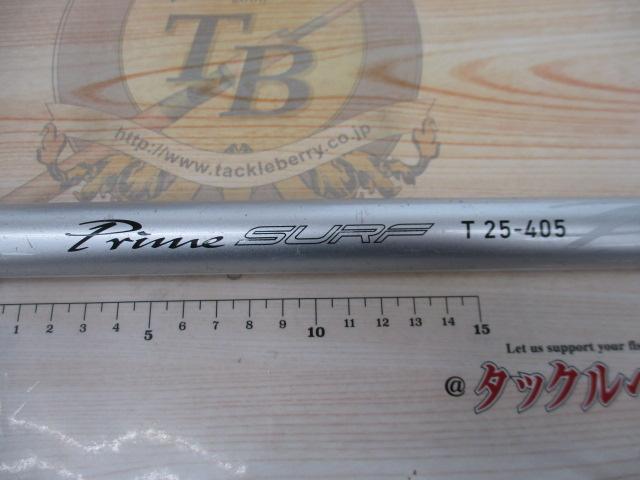 TB
http://www.tackleberry.co.jp
Prime SURF T 25-405
1 2 3 4 5 6 7 8 9 10 11 12 13 14 15
Let us support your
@ タックル